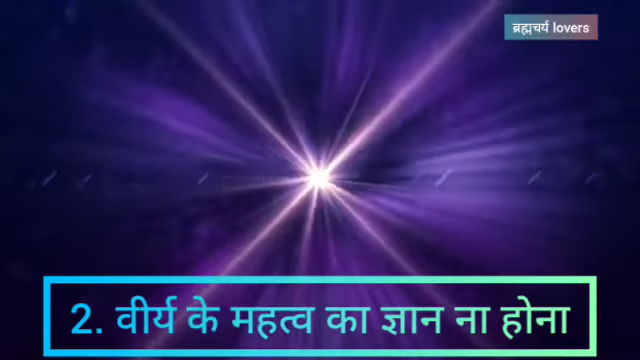 ब्रह्मचर्य lovers
2. वीर्य के महत्व का ज्ञान ना होना